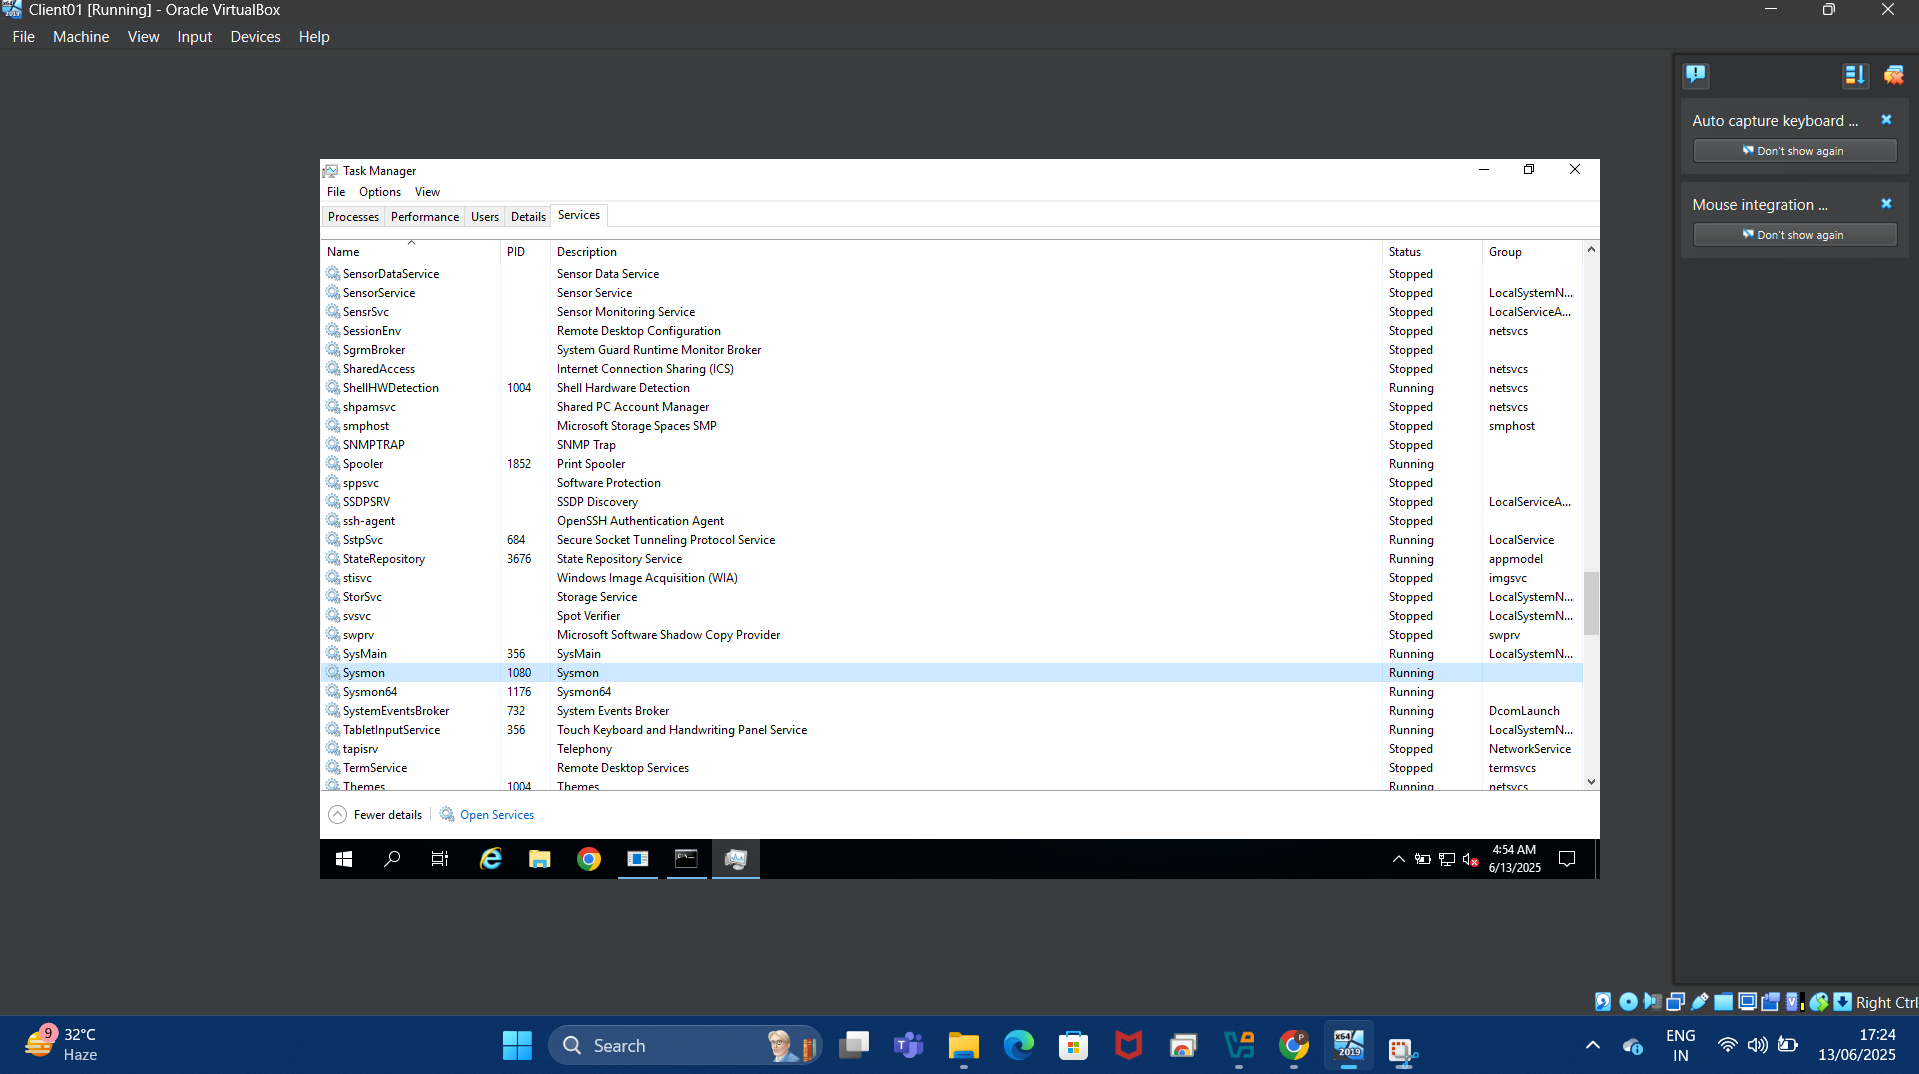 Client01 [Running] - Oracle VirtualBox
File Machine View Input Devices Help
Auto capture keyboard ...
Don't show again
Mouse integration ...
Don't show again
Task Manager
File Options View
Processes Performance Users Details Services
Name PID Description Status Group
SensorDataService Sensor Data Service Stopped
SensorService Sensor Service Stopped LocalSystemN...
SensrSvc Sensor Monitoring Service Stopped LocalServiceA...
SessionEnv Remote Desktop Configuration Stopped netsvcs
SgrmBroker System Guard Runtime Monitor Broker Stopped
SharedAccess Internet Connection Sharing (ICS) Stopped netsvcs
ShellHWDetection 1004 Shell Hardware Detection Running netsvcs
shpamsvc Shared PC Account Manager Stopped netsvcs
smphost Microsoft Storage Spaces SMP Stopped smphost
SNMPTRAP SNMP Trap Stopped
Spooler 1852 Print Spooler Running
sppsvc Software Protection Stopped
SSDPSRV SSDP Discovery Stopped LocalServiceA...
ssh-agent OpenSSH Authentication Agent Stopped
SstpSvc 684 Secure Socket Tunneling Protocol Service Running LocalService
StateRepository 3676 State Repository Service Running appmodel
stisvc Windows Image Acquisition (WIA) Stopped imgsvc
StorSvc Storage Service Stopped LocalSystemN...
svsvc Spot Verifier Stopped LocalSystemN...
swprv Microsoft Software Shadow Copy Provider Stopped swprv
SysMain 356 SysMain Running LocalSystemN...
Sysmon 1080 Sysmon Running
Sysmon64 1176 Sysmon64 Running
SystemEventsBroker 732 System Events Broker Running DcomLaunch
TabletInputService 356 Touch Keyboard and Handwriting Panel Service Running LocalSystemN...
tapisrv Telephony Stopped NetworkService
TermService Remote Desktop Services Stopped termsvcs
Themes 1004 Themes Running netsvcs
Fewer details Open Services
4:54 AM
6/13/2025
Right Ctrl
9
32°C
Haze
Search
x64
2019
ENG
IN
17:24
13/06/2025